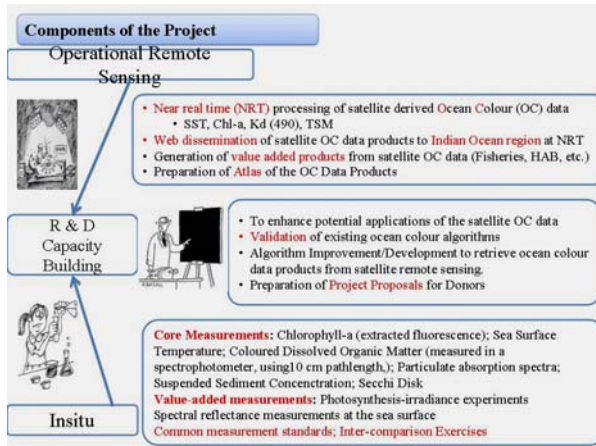 Components of the Project
Operational Remote
Sensing
• Near real time (NRT) processing of satellite derived Ocean Colour (OC) data
• SST, Chl-a, Kd (490), TSM
• Web dissemination of satellite OC data products to Indian Ocean region at NRT
• Generation of value added products from satellite OC data (Fisheries, HAB, etc.)
• Preparation of Atlas of the OC Data Products
R & D
Capacity
Building
• To enhance potential applications of the satellite OC data
• Validation of existing ocean colour algorithms
• Algorithm Improvement/Development to retrieve ocean colour
data products from satellite remote sensing.
• Preparation of Project Proposals for Donors
Insitu
Core Measurements: Chlorophyll-a (extracted fluorescence); Sea Surface
Temperature; Coloured Dissolved Organic Matter (measured in a
spectrophotometer, using10 cm pathlength,); Particulate absorption spectra;
Suspended Sediment Concenctration; Secchi Disk
Value-added measurements: Photosynthesis-irradiance experiments
Spectral reflectance measurements at the sea surface
Common measurement standards; Inter-comparison Exercises